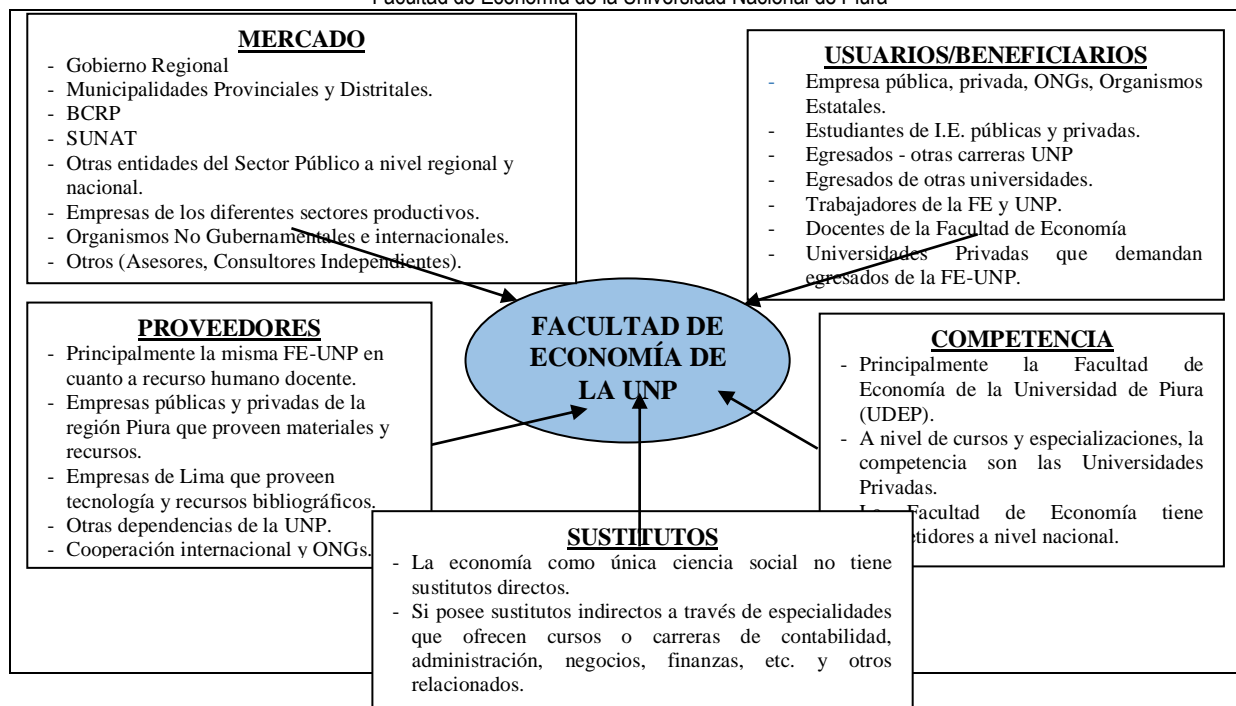 Facultad de Economía de la Universidad Nacional de Piura
MERCADO
- Gobierno Regional
- Municipalidades Provinciales y Distritales.
- BCRP
- SUNAT
- Otras entidades del Sector Público a nivel regional y
nacional.
- Empresas de los diferentes sectores productivos.
- Organismos No Gubernamentales e internacionales.
- Otros (Asesores, Consultores Independientes).
USUARIOS/BENEFICIARIOS
- Empresa pública, privada, ONGs, Organismos
Estatales.
- Estudiantes de I.E. públicas y privadas.
- Egresados - otras carreras UNP
- Egresados de otras universidades.
- Trabajadores de la FE y UNP.
- Docentes de la Facultad de Economía
- Universidades Privadas que demandan
egresados de la FE-UNP.
FACULTAD DE
ECONOMÍA DE
LA UNP
PROVEEDORES
- Principalmente la misma FE-UNP en
cuanto a recurso humano docente.
- Empresas públicas y privadas de la
región Piura que proveen materiales y
recursos.
- Empresas de Lima que proveen
tecnología y recursos bibliográficos.
- Otras dependencias de la UNP.
- Cooperación internacional y ONGs.
COMPETENCIA
- Principalmente la Facultad de
Economía de la Universidad de Piura
(UDEP).
- A nivel de cursos y especializaciones, la
competencia son las Universidades
Privadas.
Facultad de Economía tiene
a nivel nacional.
SUSTITUTOS
- La economía como única ciencia social no tiene
sustitutos directos.
- Si posee sustitutos indirectos a través de especialidades
que ofrecen cursos o carreras de contabilidad,
administración, negocios, finanzas, etc. y otros
relacionados.